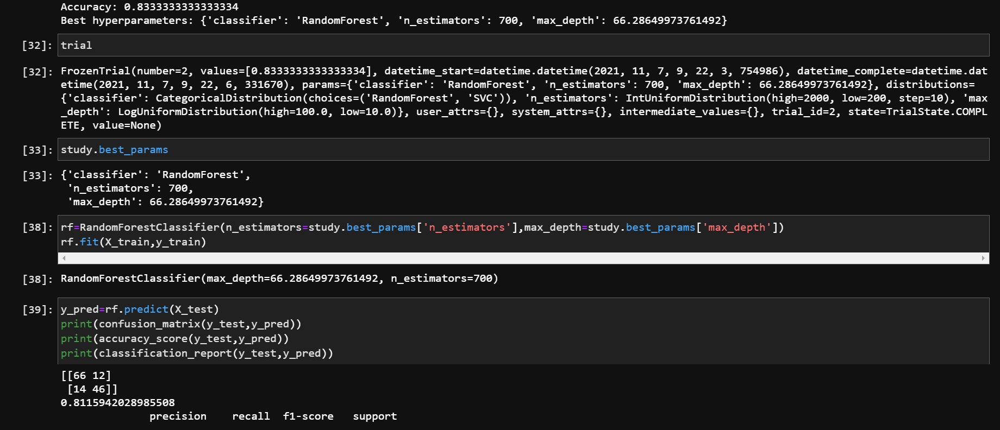 Accuracy: 0.8333333333333334
Best hyperparameters: {'classifier': 'RandomForest', 'n_estimators': 700, 'max_depth': 66.28649973761492}
[32]: trial
[32]: FrozenTrial(number=2, values=[0.8333333333333334], datetime_start=datetime.datetime(2021, 11, 7, 9, 22, 3, 754986), datetime_complete=datetime.dat
etime(2021, 11, 7, 9, 22, 6, 331670), params={'classifier': 'RandomForest', 'n_estimators': 700, 'max_depth': 66.28649973761492}, distributions=
{'classifier': CategoricalDistribution(choices=('RandomForest', 'SVC')), 'n_estimators': IntUniformDistribution(high=2000, low=200, step=10), 'max
_depth': LogUniformDistribution(high=100.0, low=10.0)}, user_attrs={}, system_attrs={}, intermediate_values={}, trial_id=2, state=TrialState.COMPL
ETE, value=None)
[33]: study.best_params
[33]: {'classifier': 'RandomForest',
'n_estimators': 700,
'max_depth': 66.28649973761492}
[38]: rf=RandomForestClassifier(n_estimators=study.best_params['n_estimators'],max_depth=study.best_params['max_depth'])
rf.fit(X_train,y_train)
[38]: RandomForestClassifier(max_depth=66.28649973761492, n_estimators=700)
[39]: y_pred=rf.predict(X_test)
print(confusion_matrix(y_test,y_pred))
print(accuracy_score(y_test,y_pred))
print(classification_report(y_test,y_pred))
[[66 12]
[14 46]]
0.8115942028985508
precision recall f1-score support